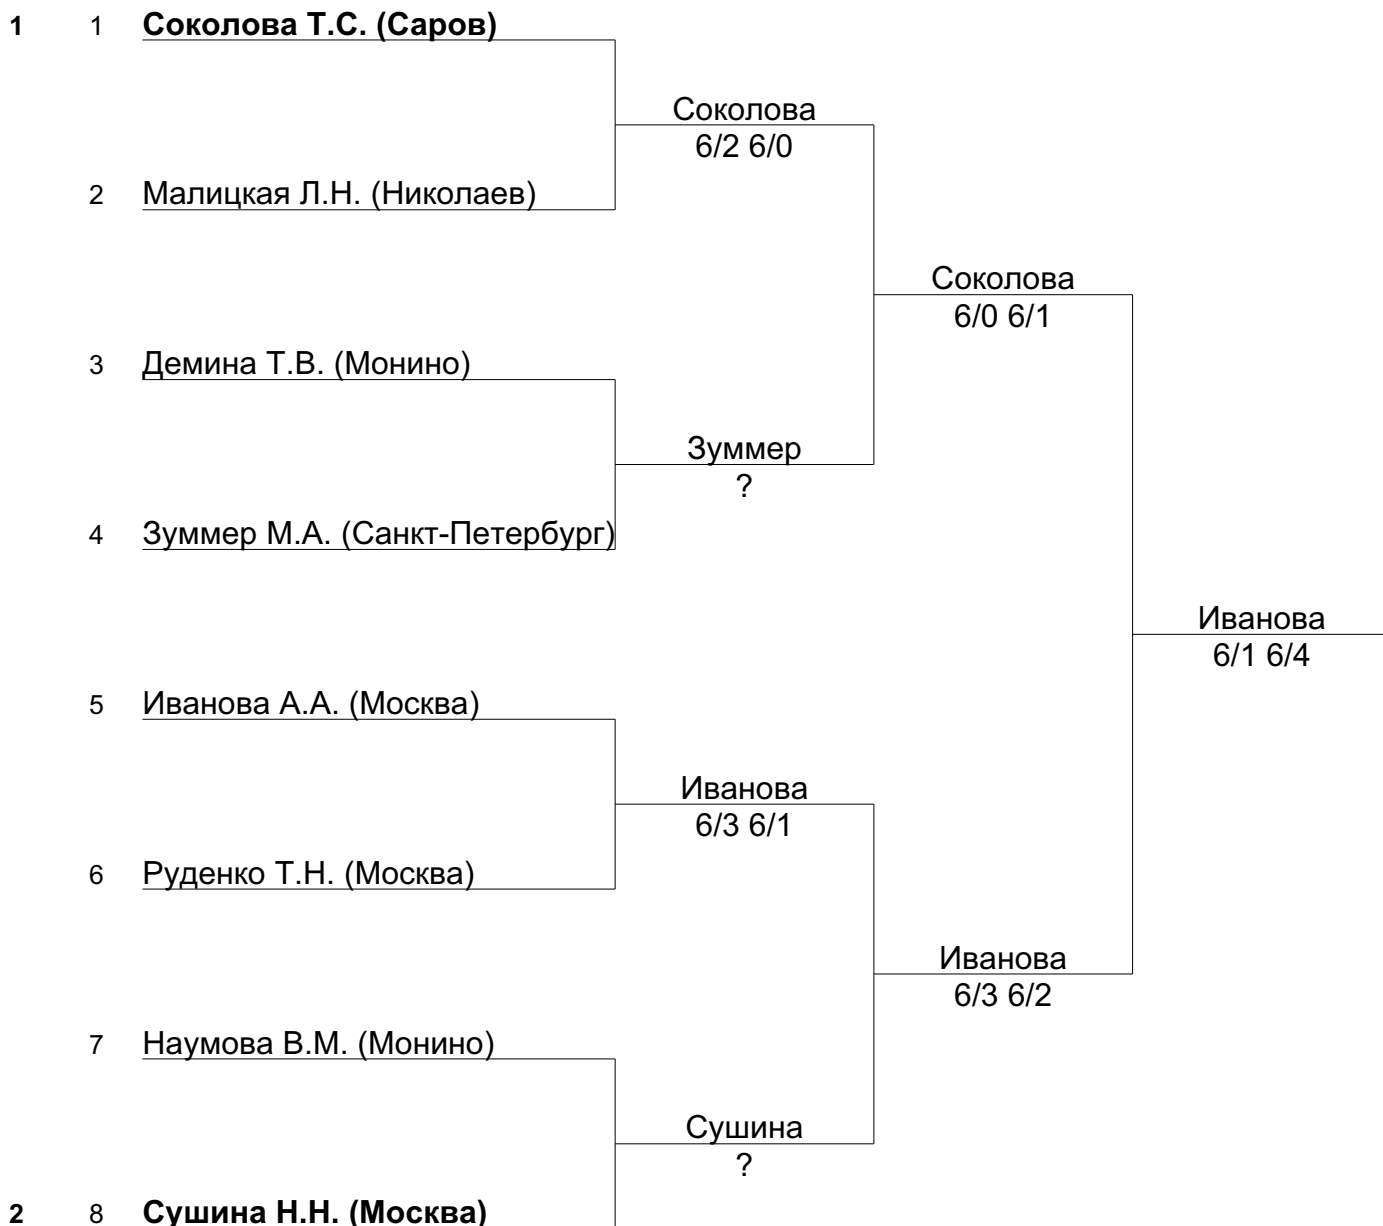 1 1 Соколова Т.С. (Саров)
Соколова
6/2 6/0
2 Малицкая Л.Н. (Николаев)
Соколова
6/0 6/1
3 Демина Т.В. (Монино)
Зуммер
?
4 Зуммер М.А. (Санкт-Петербург)
Иванова
6/1 6/4
5 Иванова А.А. (Москва)
Иванова
6/3 6/1
6 Руденко Т.Н. (Москва)
Иванова
6/3 6/2
7 Наумова В.М. (Монино)
Сушина
?
2 8 Сушина Н.Н. (Москва)